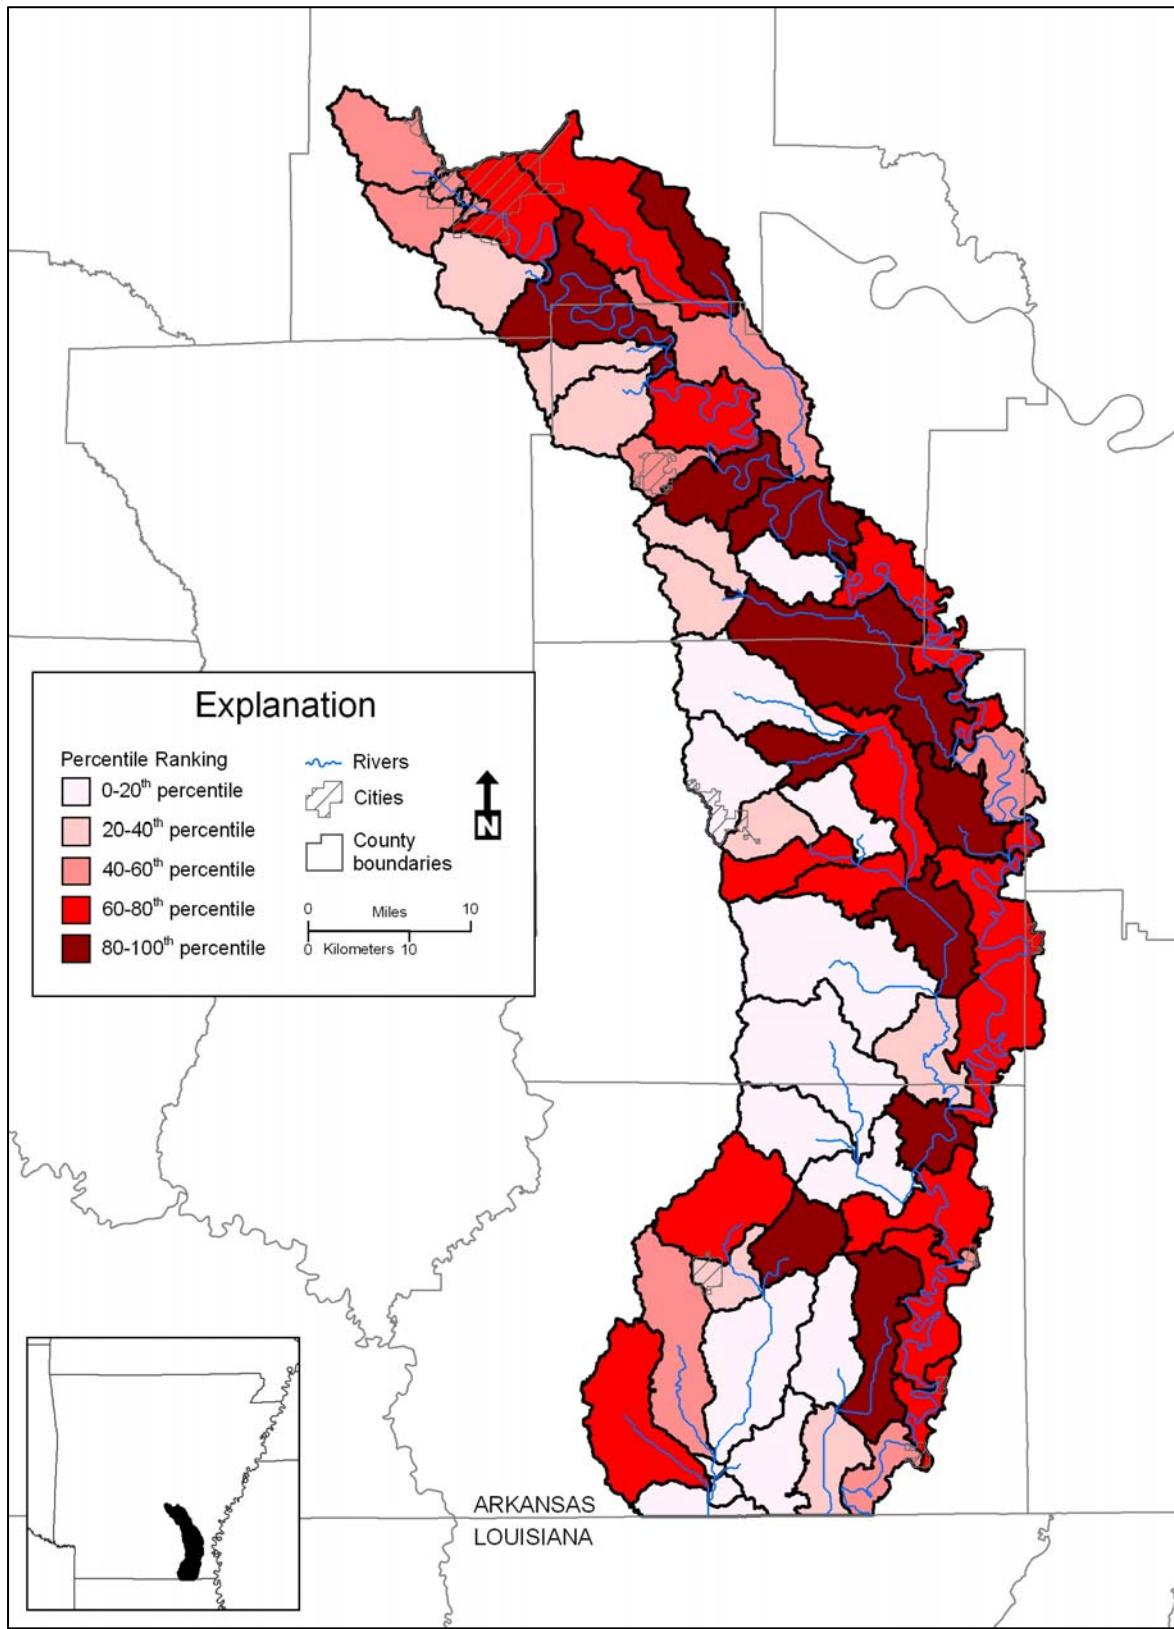 Explanation
Percentile Ranking
0-20th percentile
20-40th percentile
40-60th percentile
60-80th percentile
80-100th percentile
Rivers
Cities
County
boundaries
N
0 Miles 10
0 Kilometers 10
ARKANSAS
LOUISIANA